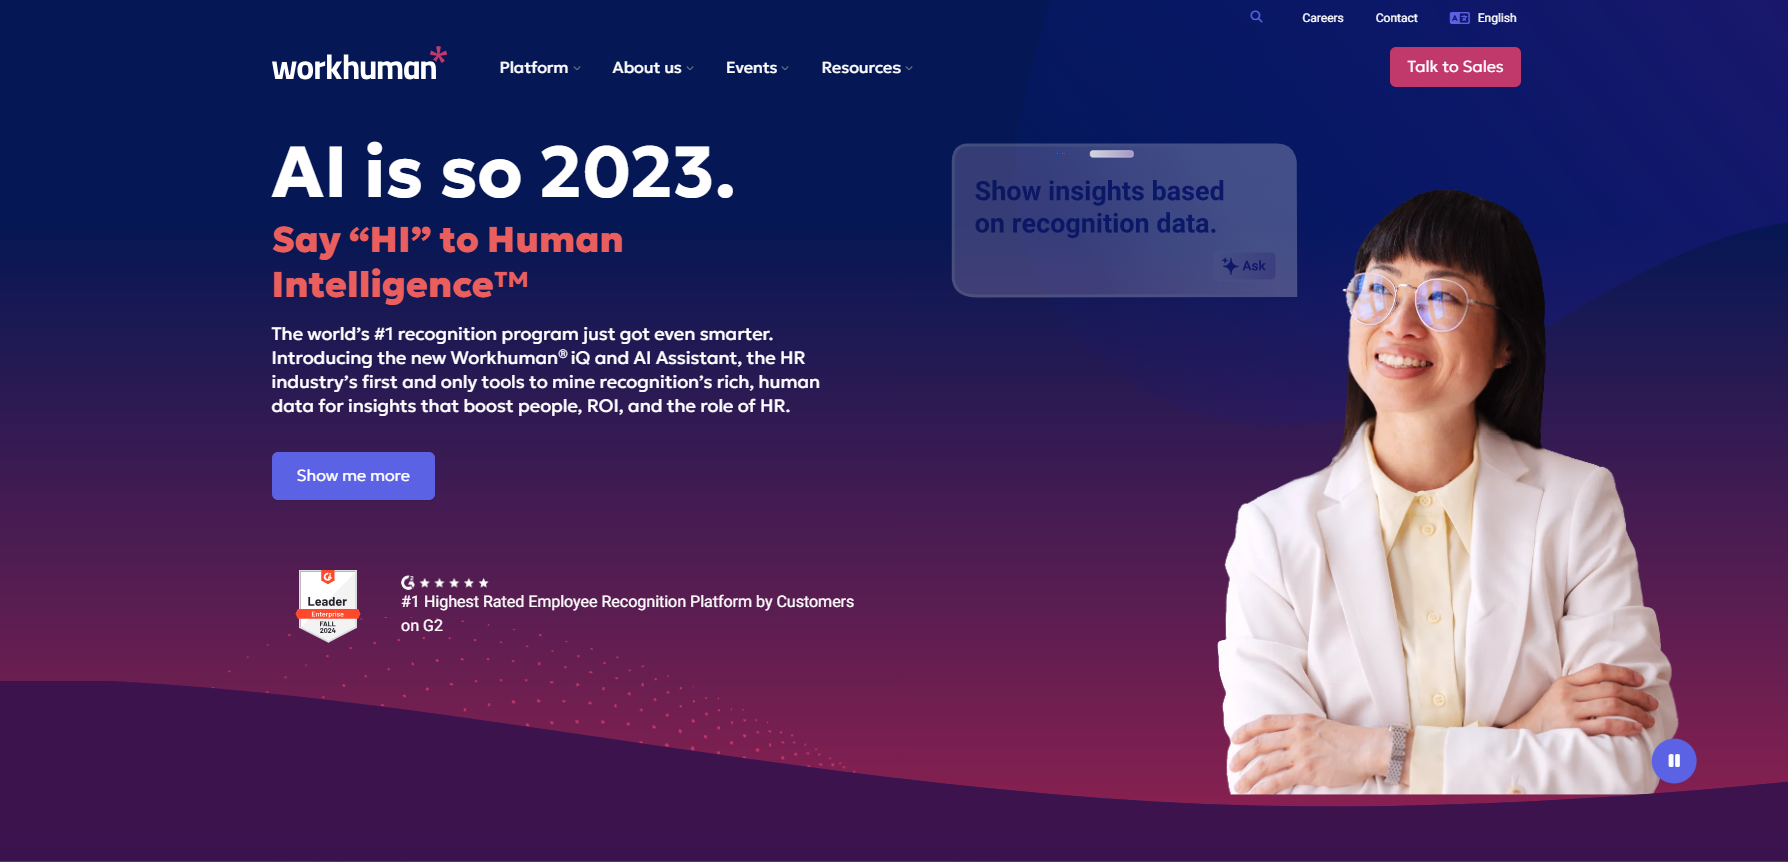 Careers Contact English
workhuman*
Platform About us Events Resources
Talk to Sales
AI is so 2023.
Say “HI” to Human
Intelligence™
The world’s #1 recognition program just got even smarter.
Introducing the new Workhuman® iQ and AI Assistant, the HR
industry’s first and only tools to mine recognition’s rich, human
data for insights that boost people, ROI, and the role of HR.
Show me more
Show insights based
on recognition data.
Ask
Leader
Enterprise
FALL
2024
#1 Highest Rated Employee Recognition Platform by Customers
on G2